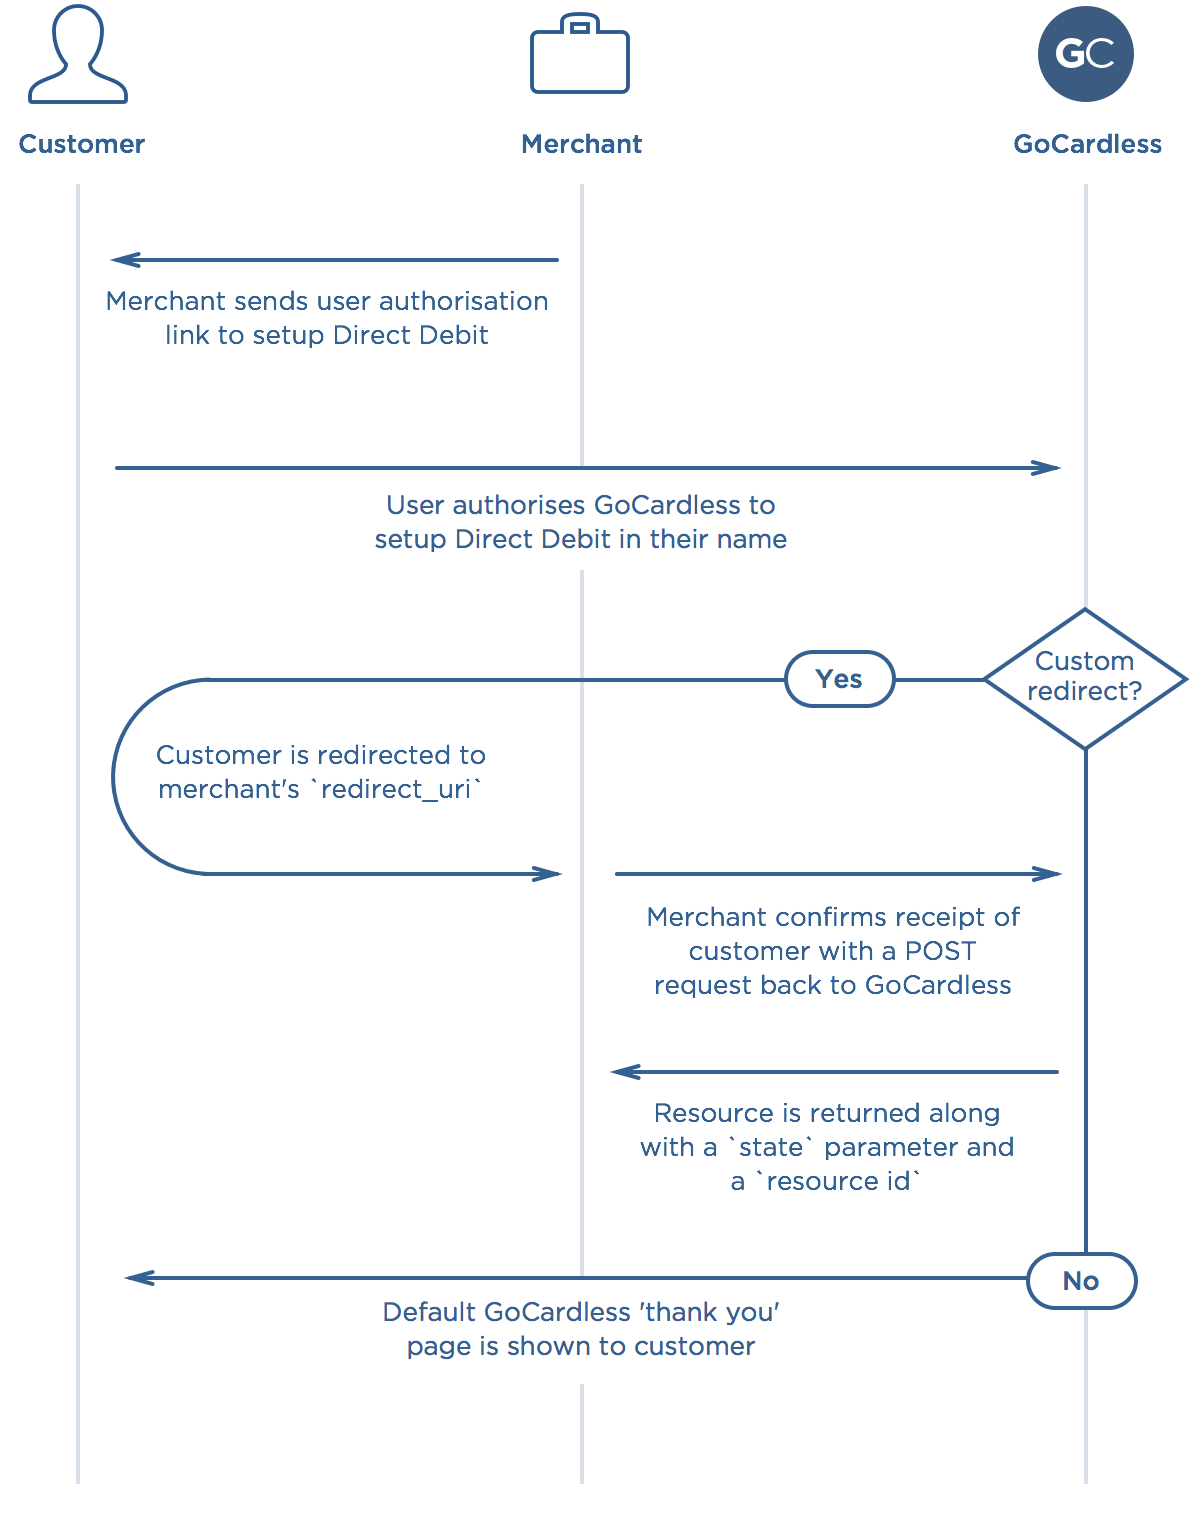 GC
Customer
Merchant
GoCardless
Merchant sends user authorisation
link to setup Direct Debit
User authorises GoCardless to
setup Direct Debit in their name
Custom
redirect?
Yes
Customer is redirected to
merchant's `redirect_uri`
Merchant confirms receipt of
customer with a POST
request back to GoCardless
Resource is returned along
with a `state` parameter and
a `resource id`
No
Default GoCardless 'thank you'
page is shown to customer